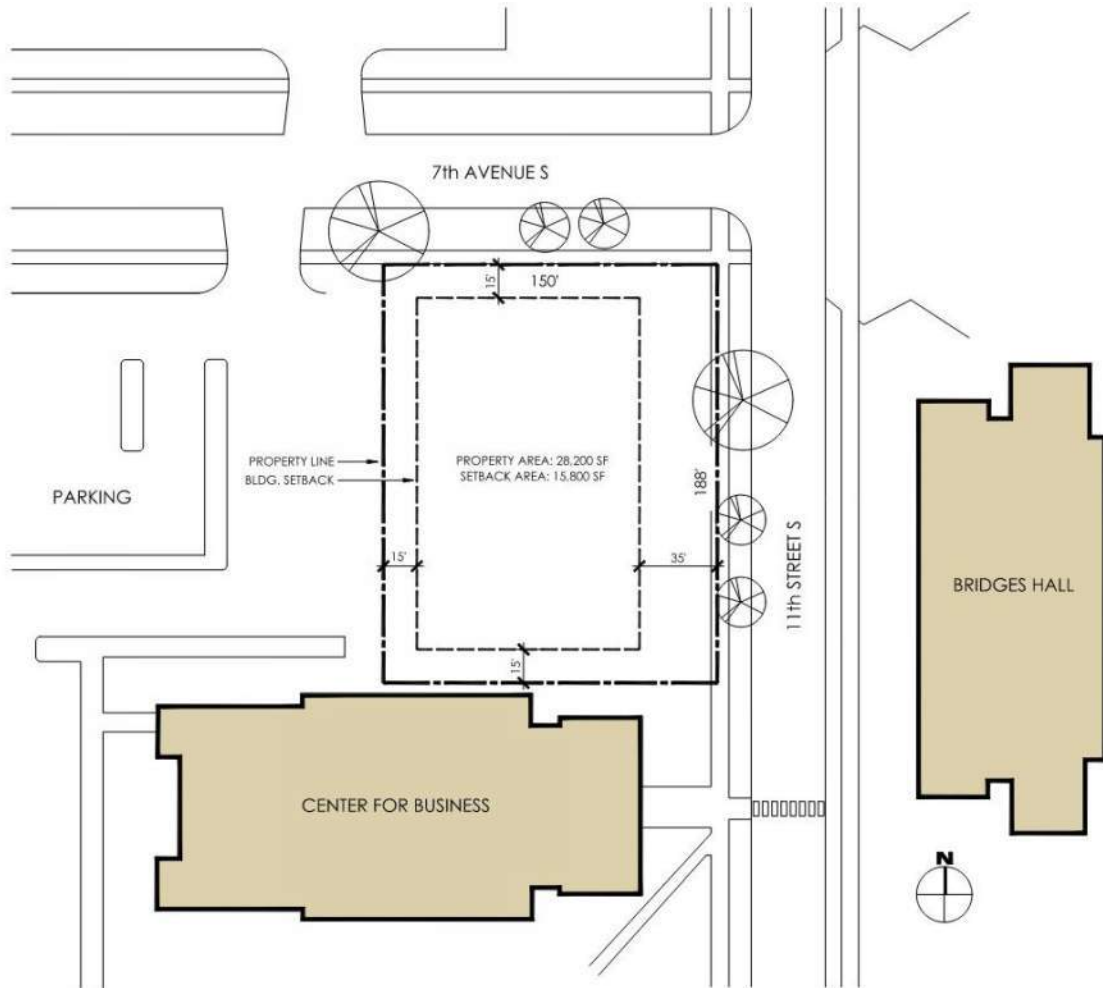 7th AVENUE S
15'
150'
PROPERTY LINE
BLDG. SETBACK
PROPERTY AREA: 28,200 SF
SETBACK AREA: 15,800 SF
188'
PARKING
15'
35'
11th STREET S
BRIDGES HALL
15'
CENTER FOR BUSINESS
N